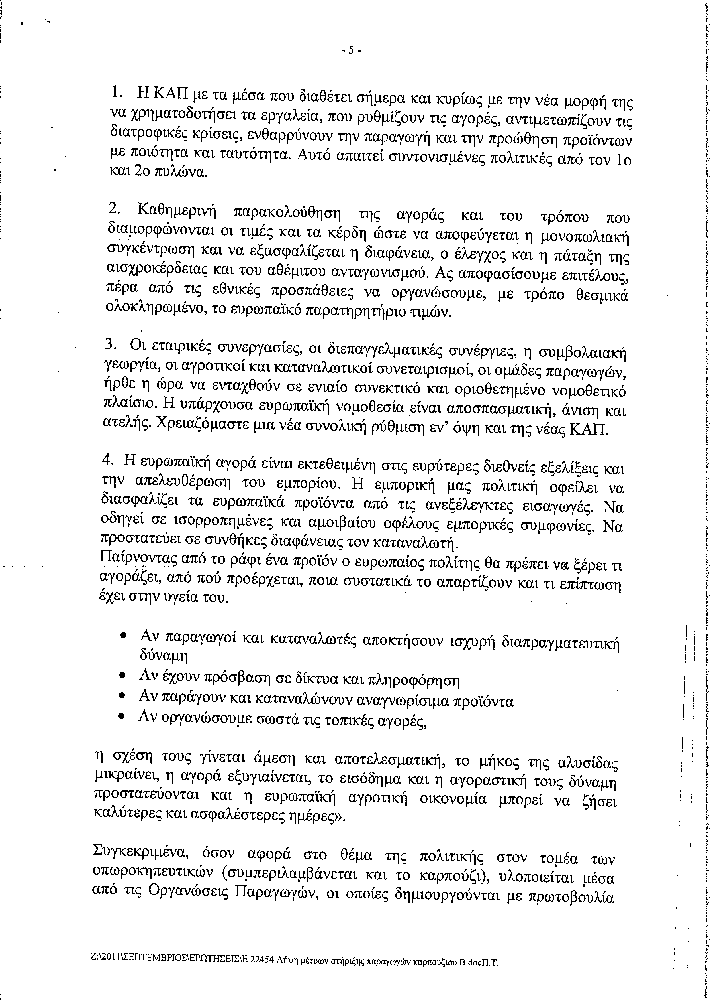 - 5 -
1. Η ΚΑΠ με τα μέσα που διαθέτει σήμερα και κυρίως με την νέα μορφή της
να χρηματοδοτήσει τα εργαλεία, που ρυθμίζουν τις αγορές, αντιμετωπίζουν τις
διατροφικές κρίσεις, ενθαρρύνουν την παραγωγή και την προώθηση προϊόντων
με ποιότητα και ταυτότητα. Αυτό απαιτεί συντονισμένες πολιτικές από τον 1ο
και 2ο πυλώνα.
2. Καθημερινή παρακολούθηση της αγοράς και του τρόπου που
διαμορφώνονται οι τιμές και τα κέρδη ώστε να αποφεύγεται η μονοπωλιακή
συγκέντρωση και να εξασφαλίζεται η διαφάνεια, ο έλεγχος και η πάταξη της
αισχροκέρδειας και του αθέμιτου ανταγωνισμού. Ας αποφασίσουμε επιτέλους,
πέρα από τις εθνικές προσπάθειες να οργανώσουμε, με τρόπο θεσμικά
ολοκληρωμένο, το ευρωπαϊκό παρατηρητήριο τιμών.
3. Οι εταιρικές συνεργασίες, οι διεπαγγελματικές συνέργιες, η συμβολαιακή
γεωργία, οι αγροτικοί και καταναλωτικοί συνεταιρισμοί, οι ομάδες παραγωγών,
ήρθε η ώρα να ενταχθούν σε ενιαίο συνεκτικό και οριοθετημένο νομοθετικό
πλαίσιο. Η υπάρχουσα ευρωπαϊκή νομοθεσία είναι αποσπασματική, άνιση και
ατελής. Χρειαζόμαστε μια νέα συνολική ρύθμιση εν’ όψη και της νέας ΚΑΠ.
4. Η ευρωπαϊκή αγορά είναι εκτεθειμένη στις ευρύτερες διεθνείς εξελίξεις και
την απελευθέρωση του εμπορίου. Η εμπορική μας πολιτική οφείλει να
διασφαλίζει τα ευρωπαϊκά προϊόντα από τις ανεξέλεγκτες εισαγωγές. Να
οδηγεί σε ισορροπημένες και αμοιβαίου οφέλους εμπορικές συμφωνίες. Να
προστατεύει σε συνθήκες διαφάνειας τον καταναλωτή.
Παίρνοντας από το ράφι ένα προϊόν ο ευρωπαίος πολίτης θα πρέπει να ξέρει τι
αγοράζει, από πού προέρχεται, ποια συστατικά το απαρτίζουν και τι επίπτωση
έχει στην υγεία του.
• Αν παραγωγοί και καταναλωτές αποκτήσουν ισχυρή διαπραγματευτική
δύναμη
• Αν έχουν πρόσβαση σε δίκτυα και πληροφόρηση
• Αν παράγουν και καταναλώνουν αναγνωρίσιμα προϊόντα
• Αν οργανώσουμε σωστά τις τοπικές αγορές,
η σχέση τους γίνεται άμεση και αποτελεσματική, το μήκος της αλυσίδας
μικραίνει, η αγορά εξυγιαίνεται, το εισόδημα και η αγοραστική τους δύναμη
προστατεύονται και η ευρωπαϊκή αγροτική οικονομία μπορεί να ζήσει
καλύτερες και ασφαλέστερες ημέρες».
Συγκεκριμένα, όσον αφορά στο θέμα της πολιτικής στον τομέα των
οπωροκηπευτικών (συμπεριλαμβάνεται και το καρπούζι), υλοποιείται μέσα
από τις Οργανώσεις Παραγωγών, οι οποίες δημιουργούνται με πρωτοβουλία
Ζ:\2011\ΣΕΠΤΕΜΒΡΙΟΣ\ΕΡΩΤΗΣΕΙΣ\Ε 22454 Λήψη μέτρων στήριξης παραγωγών καρπουζιού Β.docΠ.Τ.